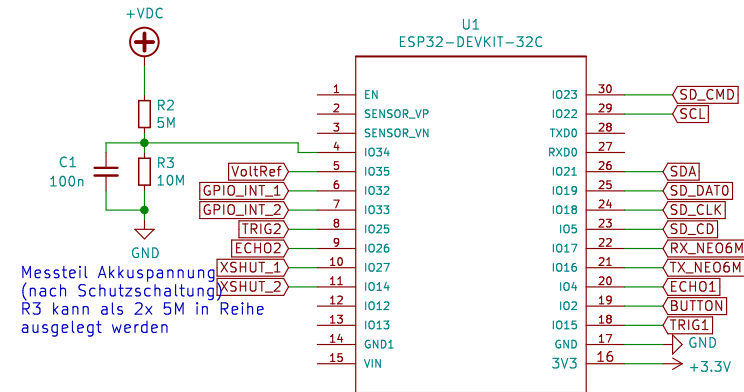 +VDC
U1
ESP32-DEVKIT-32C
R2
5M
C1
100n
R3
10M
GND
Messteil Akkuspannung
(nach Schutzschaltung)
R3 kann als 2x 5M in Reihe
ausgelegt werden
1 EN
2 SENSOR_VP
3 SENSOR_VN
4 IO34
VoltRef 5 IO35
GPIO_INT_1 6 IO32
GPIO_INT_2 7 IO33
TRIG2 8 IO25
ECHO2 9 IO26
XSHUT_1 10 IO27
XSHUT_2 11 IO14
12 IO12
13 IO13
14 GND1
15 VIN
IO23 30 SD_CMD
IO22 29 SCL
TXD0 28
RXD0 27
IO21 26 SDA
IO19 25 SD_DAT0
IO18 24 SD_CLK
IO5 23 SD_CD
IO17 22 RX_NEO6M
IO16 21 TX_NEO6M
IO4 20 ECHO1
IO2 19 BUTTON
IO15 18 TRIG1
GND 17 GND
3V3 16 +3.3V